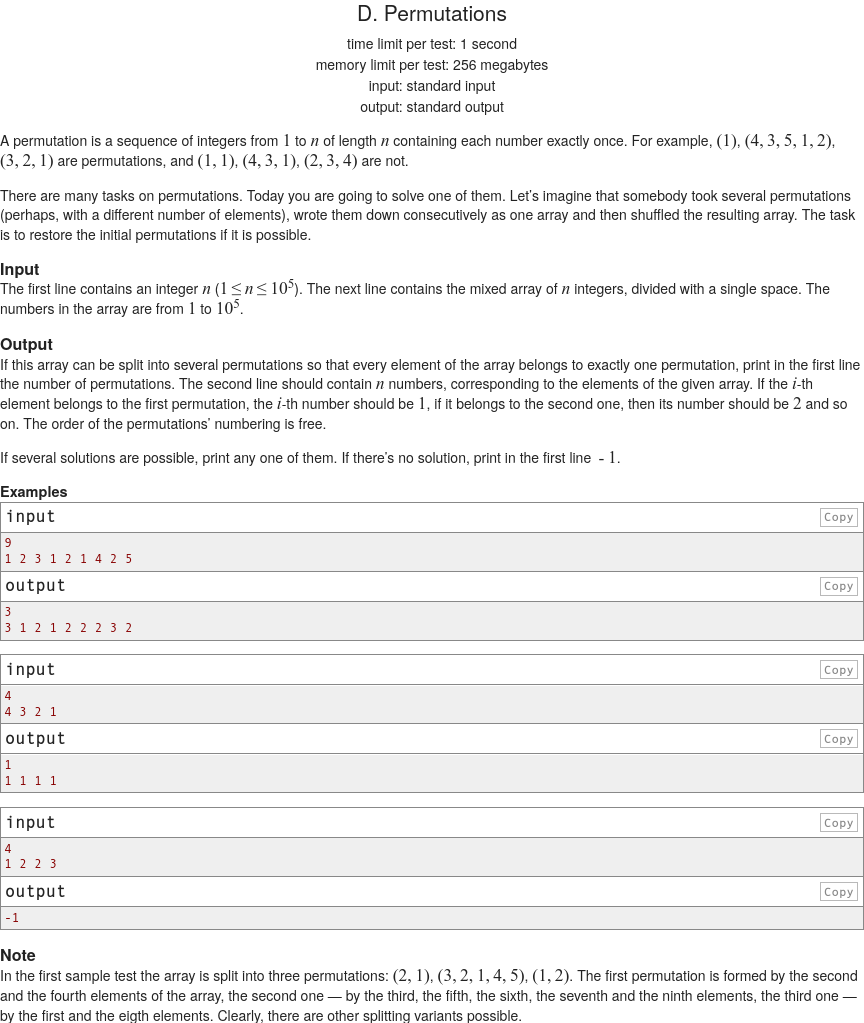 D. Permutations
time limit per test: 1 second
memory limit per test: 256 megabytes
input: standard input
output: standard output
A permutation is a sequence of integers from 1 to n of length n containing each number exactly once. For example, (1), (4, 3, 5, 1, 2),
(3, 2, 1) are permutations, and (1, 1), (4, 3, 1), (2, 3, 4) are not.
There are many tasks on permutations. Today you are going to solve one of them. Let's imagine that somebody took several permutations
(perhaps, with a different number of elements), wrote them down consecutively as one array and then shuffled the resulting array. The task
is to restore the initial permutations if it is possible.
Input
The first line contains an integer n (1 ≤ n ≤ 10^5). The next line contains the mixed array of n integers, divided with a single space. The
numbers in the array are from 1 to 10^5.
Output
If this array can be split into several permutations so that every element of the array belongs to exactly one permutation, print in the first line
the number of permutations. The second line should contain n numbers, corresponding to the elements of the given array. If the i-th
element belongs to the first permutation, the i-th number should be 1, if it belongs to the second one, then its number should be 2 and so
on. The order of the permutations' numbering is free.
If several solutions are possible, print any one of them. If there's no solution, print in the first line  - 1.
Examples
input
Copy
9
1 2 3 1 2 1 4 2 5
output
Copy
3
3 1 2 1 2 2 2 3 2
input
Copy
4
4 3 2 1
output
Copy
1
1 1 1 1
input
Copy
4
1 2 2 3
output
Copy
-1
Note
In the first sample test the array is split into three permutations: (2, 1), (3, 2, 1, 4, 5), (1, 2). The first permutation is formed by the second
and the fourth elements of the array, the second one — by the third, the fifth, the sixth, the seventh and the ninth elements, the third one —
by the first and the eigth elements. Clearly, there are other splitting variants possible.